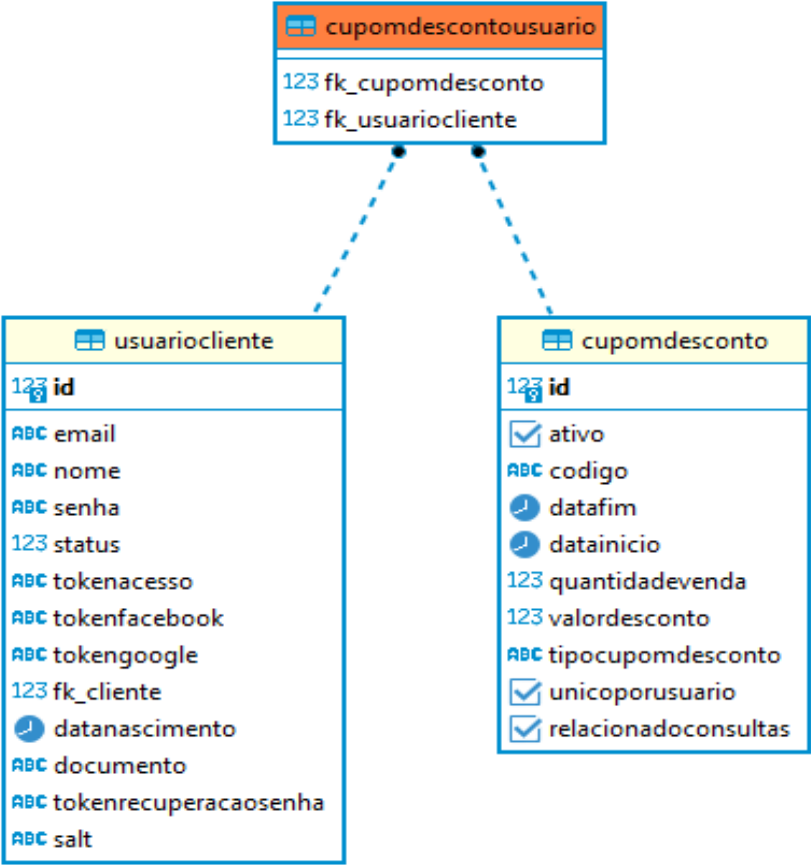 cupomdescontousuario
123 fk_cupomdesconto
123 fk_usuariocliente
usuariocliente
123 id
ABC email
ABC nome
ABC senha
123 status
ABC tokenacesso
ABC tokenfacebook
ABC tokengoogle
123 fk_cliente
datanascimento
ABC documento
ABC tokenrecuperacaosenha
ABC salt
cupomdesconto
123 id
ativo
ABC codigo
datafim
datainicio
123 quantidadevenda
123 valordesconto
ABC tipocupomdesconto
unicoporusuario
relacionadoconsultas